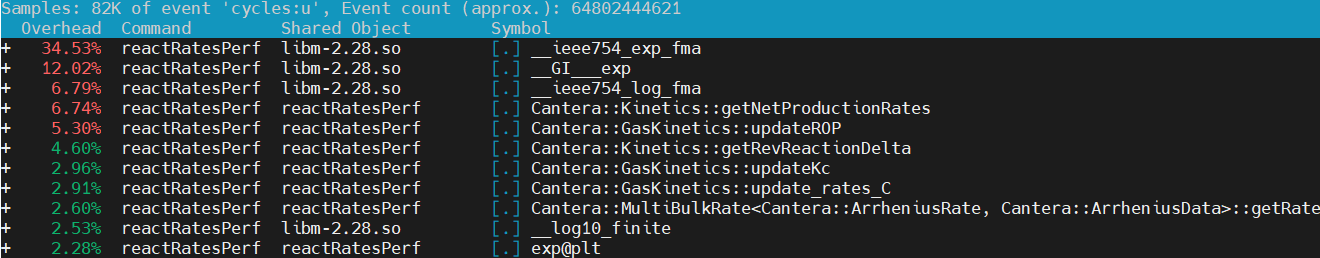 Samples: 82K of event 'cycles:u', Event count (approx.): 64802444621
Overhead Command Shared Object Symbol
+ 34.53% reactRatesPerf libm-2.28.so [.] __ieee754_exp_fma
+ 12.02% reactRatesPerf libm-2.28.so [.] __GI___exp
+ 6.79% reactRatesPerf libm-2.28.so [.] __ieee754_log_fma
+ 6.74% reactRatesPerf reactRatesPerf [.] Cantera::Kinetics::getNetProductionRates
+ 5.30% reactRatesPerf reactRatesPerf [.] Cantera::GasKinetics::updateROP
+ 4.60% reactRatesPerf reactRatesPerf [.] Cantera::Kinetics::getRevReactionDelta
+ 2.96% reactRatesPerf reactRatesPerf [.] Cantera::GasKinetics::updateKc
+ 2.91% reactRatesPerf reactRatesPerf [.] Cantera::GasKinetics::update_rates_C
+ 2.60% reactRatesPerf reactRatesPerf [.] Cantera::MultiBulkRate<Cantera::ArrheniusRate, Cantera::ArrheniusData>::getRate
+ 2.53% reactRatesPerf libm-2.28.so [.] __log10_finite
+ 2.28% reactRatesPerf reactRatesPerf [.] exp@plt